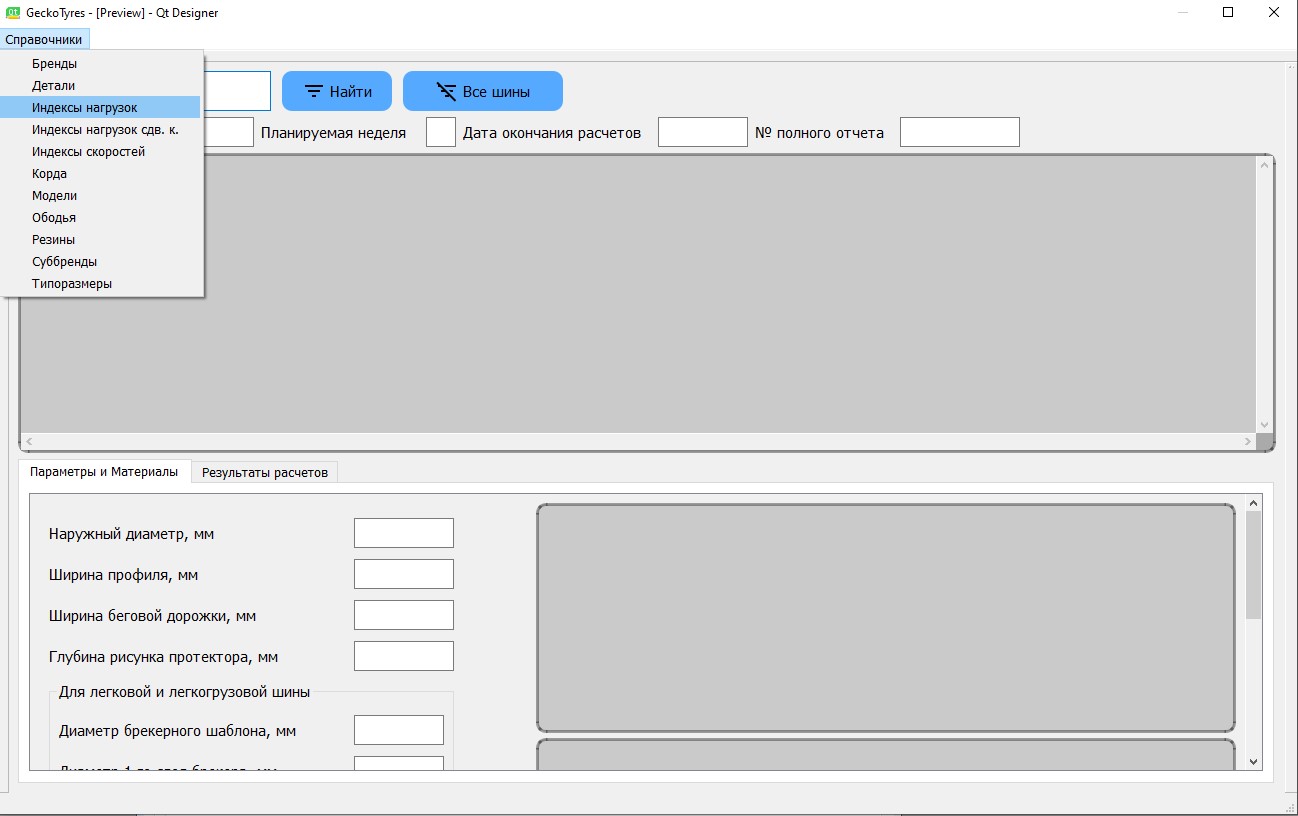 GeckoTyres - [Preview] - Qt Designer
Справочники
Бренды
Детали
Индексы нагрузок
Индексы нагрузок сдв. к.
Индексы скоростей
Корда
Модели
Ободья
Резины
Суббренды
Типоразмеры
Найти
Все шины
Планируемая неделя
Дата окончания расчетов
№ полного отчета
Параметры и Материалы
Результаты расчетов
Наружный диаметр, мм
Ширина профиля, мм
Ширина беговой дорожки, мм
Глубина рисунка протектора, мм
Для легковой и легкогрузовой шины
Диаметр брекерного шаблона, мм